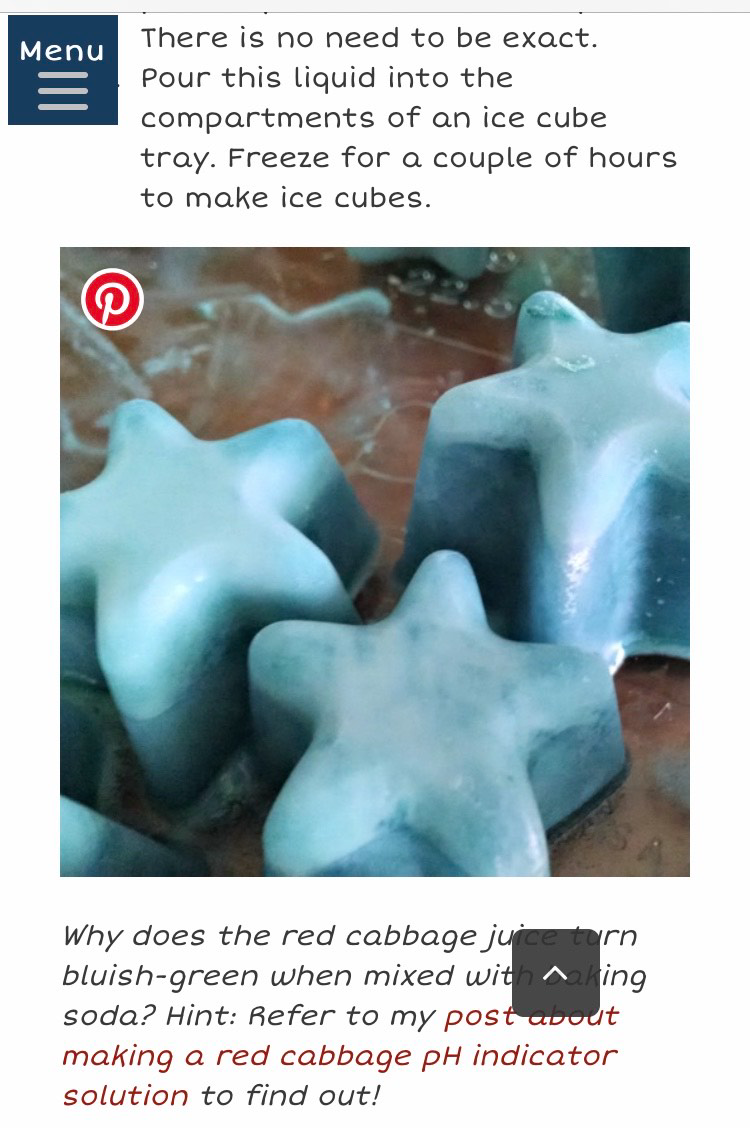 Menu
There is no need to be exact.
Pour this liquid into the
compartments of an ice cube
tray. Freeze for a couple of hours
to make ice cubes.
Why does the red cabbage juice turn
bluish-green when mixed with baking
soda? Hint: Refer to my post about
making a red cabbage pH indicator
solution to find out!